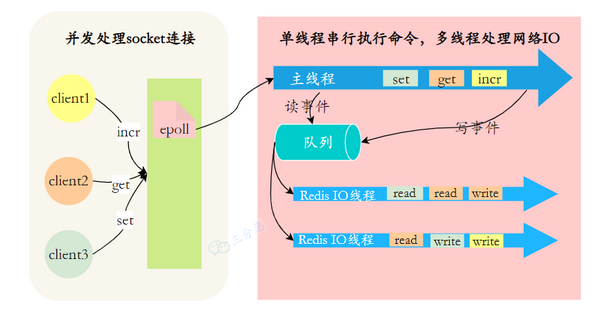 并发处理socket连接
client1
client2
client3
incr
get
set
epoll
单线程串行执行命令，多线程处理网络IO
主线程
set
get
incr
读事件
写事件
队列
Redis IO线程
read
read
write
Redis IO线程
read
write
write
三分恶